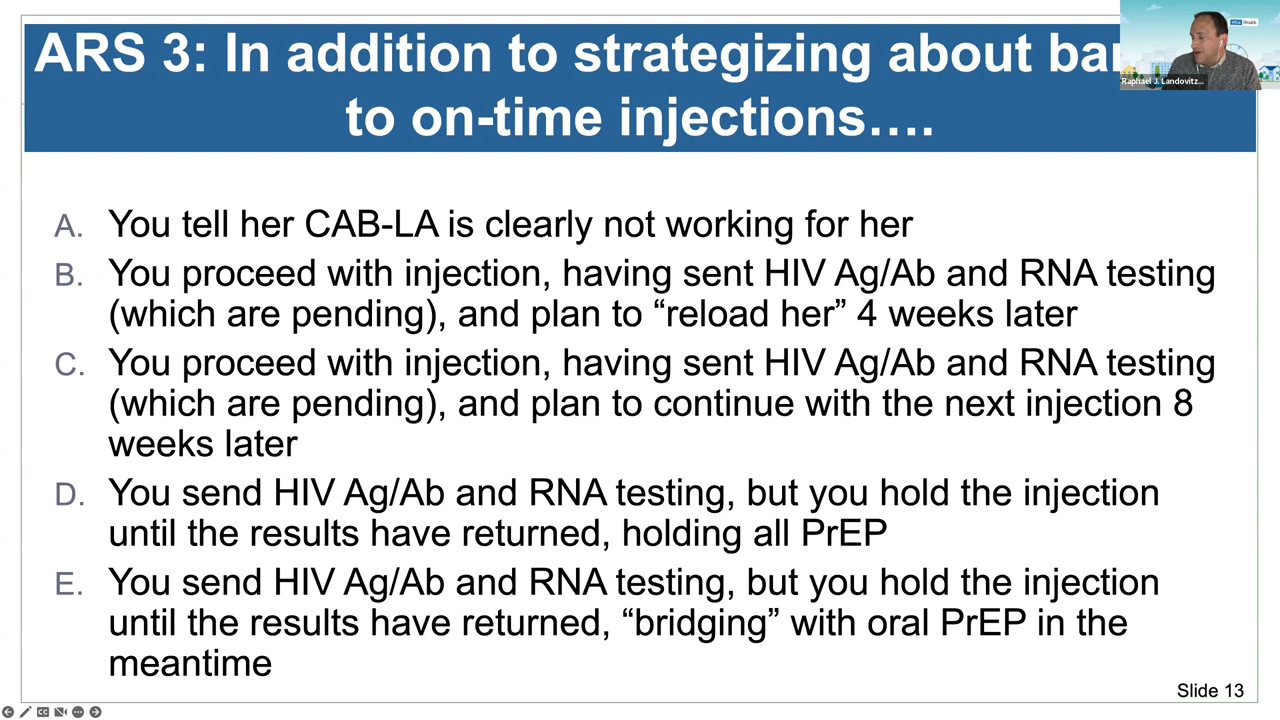 ARS 3: In addition to strategizing about
to on-time injections….
Raphael J. Landovitz...
A. You tell her CAB-LA is clearly not working for her
B. You proceed with injection, having sent HIV Ag/Ab and RNA testing
(which are pending), and plan to “reload her” 4 weeks later
C. You proceed with injection, having sent HIV Ag/Ab and RNA testing
(which are pending), and plan to continue with the next injection 8
weeks later
D. You send HIV Ag/Ab and RNA testing, but you hold the injection
until the results have returned, holding all PrEP
E. You send HIV Ag/Ab and RNA testing, but you hold the injection
until the results have returned, “bridging” with oral PrEP in the
meantime
Slide 13